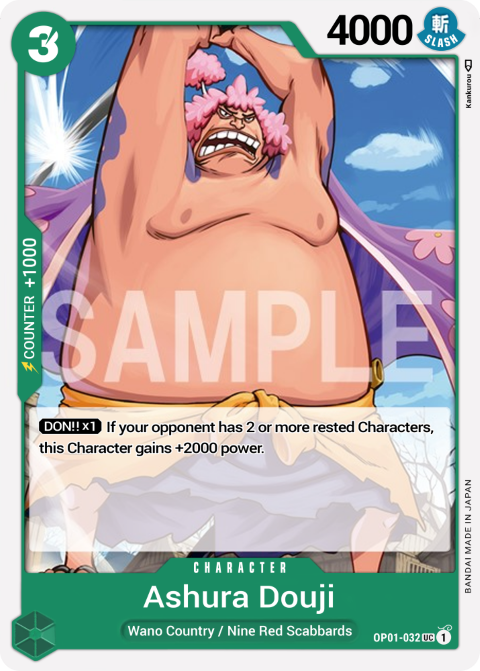 3
4000
斬
SLASH
Kankurou
COUNTER +1000
SAMPLE
DON!! x1 If your opponent has 2 or more rested Characters,
this Character gains +2000 power.
BANDAI MADE IN JAPAN
CHARACTER
Ashura Douji
Wano Country / Nine Red Scabbards
OP01-032 UC 1